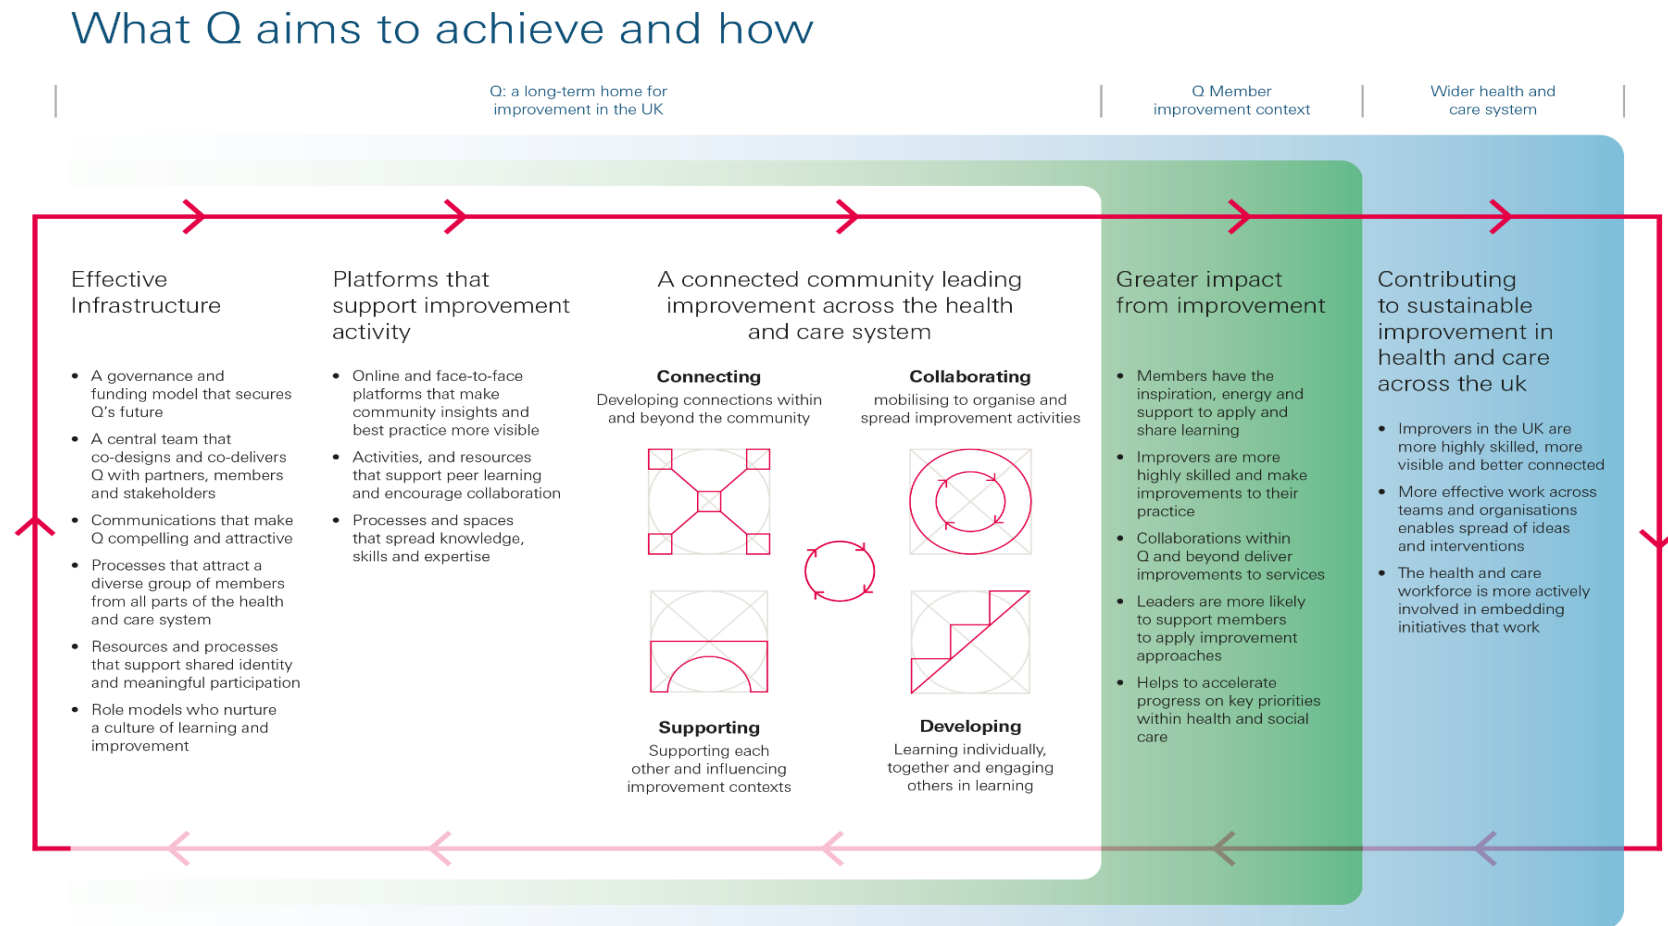 What Q aims to achieve and how
Q: a long-term home for
improvement in the UK
Q Member
improvement context
Wider health and
care system
Effective
Infrastructure
• A governance and
funding model that secures
Q’s future
• A central team that
co-designs and co-delivers
Q with partners, members
and stakeholders
• Communications that make
Q compelling and attractive
• Processes that attract a
diverse group of members
from all parts of the health
and care system
• Resources and processes
that support shared identity
and meaningful participation
• Role models who nurture
a culture of learning and
improvement
Platforms that
support improvement
activity
• Online and face-to-face
platforms that make
community insights and
best practice more visible
• Activities, and resources
that support peer learning
and encourage collaboration
• Processes and spaces
that spread knowledge,
skills and expertise
A connected community leading
improvement across the health
and care system
Connecting
Developing connections within
and beyond the community
Collaborating
mobilising to organise and
spread improvement activities
Supporting
Supporting each
other and influencing
improvement contexts
Developing
Learning individually,
together and engaging
others in learning
Greater impact
from improvement
• Members have the
inspiration, energy and
support to apply and
share learning
• Improvers are more
highly skilled and make
improvements to their
practice
• Collaborations within
Q and beyond deliver
improvements to services
• Leaders are more likely
to support members
to apply improvement
approaches
• Helps to accelerate
progress on key priorities
within health and social
care
Contributing
to sustainable
improvement in
health and care
across the uk
• Improvers in the UK are
more highly skilled, more
visible and better connected
• More effective work across
teams and organisations
enables spread of ideas
and interventions
• The health and care
workforce is more actively
involved in embedding
initiatives that work